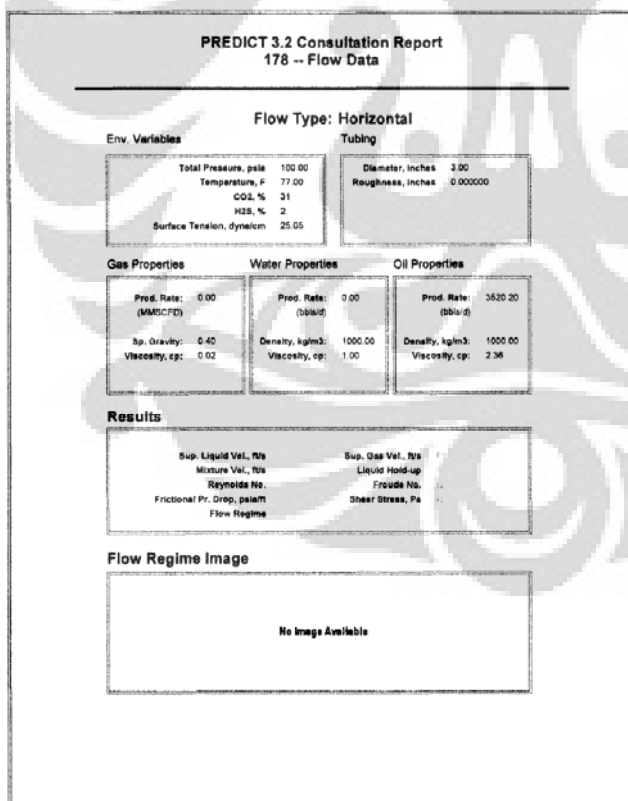 PREDICT 3.2 Consultation Report
178 -- Flow Data
Flow Type: Horizontal
Env. Variables
Tubing
Total Pressure, psia 100.00
Temperature, F 77.00
CO2, % 31
H2S, % 2
Surface Tension, dyne/cm 25.05
Diameter, inches 3.00
Roughness, inches 0.000000
Gas Properties
Water Properties
Oil Properties
Prod. Rate: 0.00
(MMSCFD)
Sp. Gravity: 0.40
Viscosity, cp: 0.02
Prod. Rate: 0.00
(bbls/d)
Density, kg/m3: 1000.00
Viscosity, cp: 1.00
Prod. Rate: 3520.20
(bbls/d)
Density, kg/m3: 1000.00
Viscosity, cp: 2.36
Results
Sup. Liquid Vel., ft/s
Sup. Gas Vel., ft/s
Mixture Vel., ft/s
Liquid Hold-up
Reynolds No.
Froude No.
Frictional Pr. Drop, psia/ft
Shear Stress, Pa
Flow Regime
Flow Regime Image
No Image Available